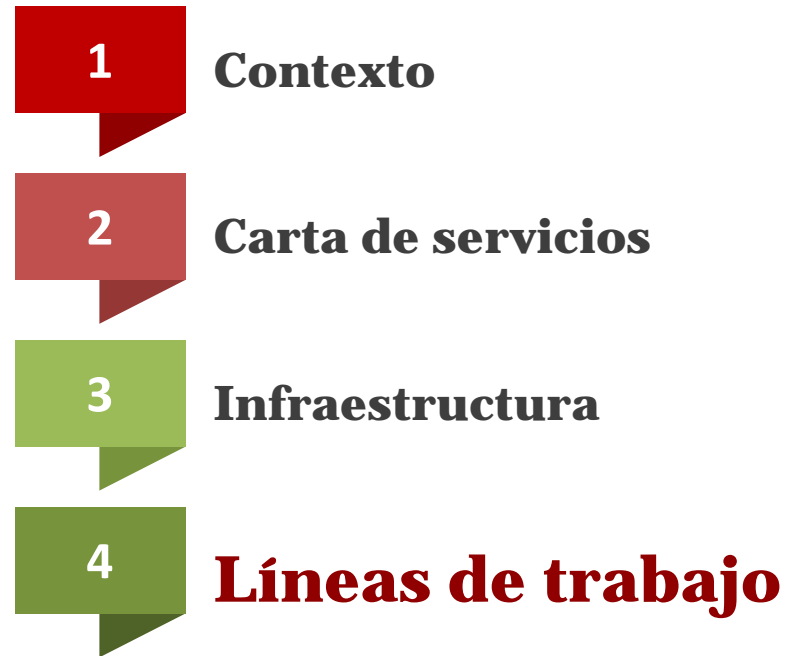 1
Contexto
2
Carta de servicios
3
Infraestructura
4
Líneas de trabajo